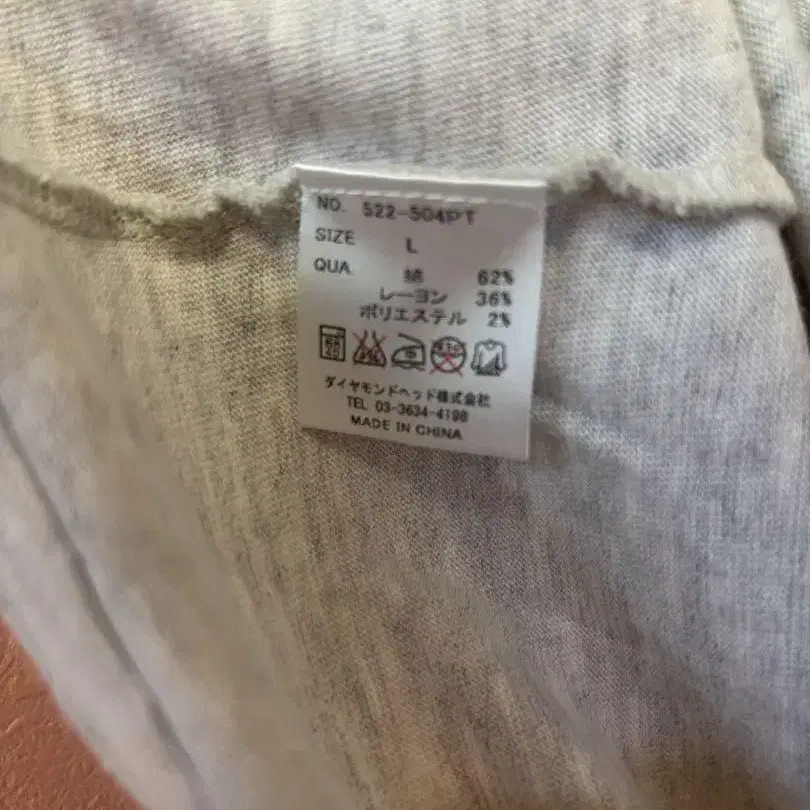 NO. 522-504PT
SIZE L
QUA. 綿 62%
レーヨン 36%
ポリエステル 2%
ダイヤモンドヘッド株式会社
TEL 03-3634-4198
MADE IN CHINA